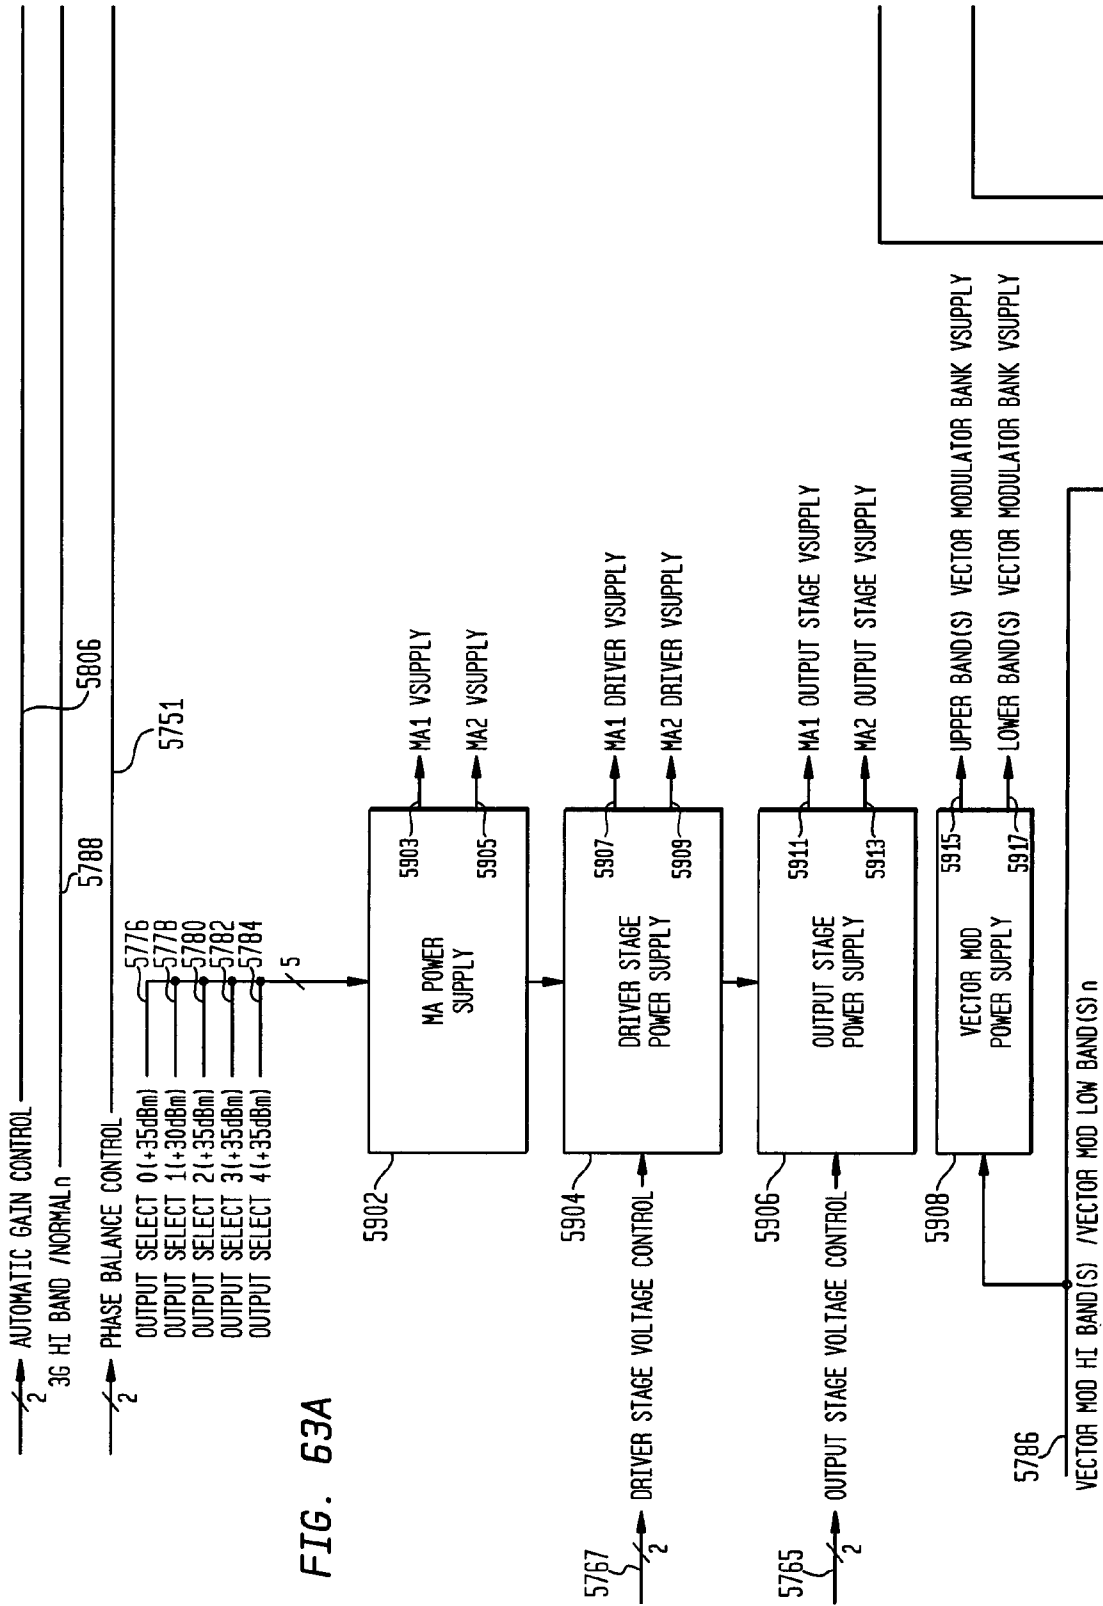 AUTOMATIC GAIN CONTROL
2
5806
3G HI BAND /NORMALn
5788
PHASE BALANCE CONTROL
2
5751
OUTPUT SELECT 0(+35dBm)
5776
OUTPUT SELECT 1(+30dBm)
5778
OUTPUT SELECT 2(+35dBm)
5780
OUTPUT SELECT 3(+35dBm)
5782
OUTPUT SELECT 4(+35dBm)
5784
5
FIG. 63A
5902
MA POWER
SUPPLY
5903
MA1 VSUPPLY
5905
MA2 VSUPPLY
5767
2
DRIVER STAGE VOLTAGE CONTROL
5904
DRIVER STAGE
POWER SUPPLY
5907
MA1 DRIVER VSUPPLY
5909
MA2 DRIVER VSUPPLY
5765
2
OUTPUT STAGE VOLTAGE CONTROL
5906
OUTPUT STAGE
POWER SUPPLY
5911
MA1 OUTPUT STAGE VSUPPLY
5913
MA2 OUTPUT STAGE VSUPPLY
5908
VECTOR MOD
POWER SUPPLY
5915
UPPER BAND(S) VECTOR MODULATOR BANK VSUPPLY
5917
LOWER BAND(S) VECTOR MODULATOR BANK VSUPPLY
5786
VECTOR MOD HI BAND(S) /VECTOR MOD LOW BAND(S)n